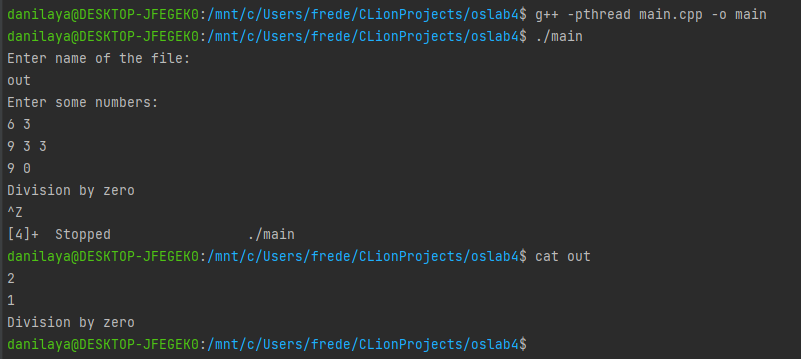 danilaya@DESKTOP-JFEGEK0:/mnt/c/Users/frede/CLionProjects/oslab4$ g++ -pthread main.cpp -o main
danilaya@DESKTOP-JFEGEK0:/mnt/c/Users/frede/CLionProjects/oslab4$ ./main
Enter name of the file:
out
Enter some numbers:
6 3
9 3 3
9 0
Division by zero
^Z
[4]+  Stopped                 ./main
danilaya@DESKTOP-JFEGEK0:/mnt/c/Users/frede/CLionProjects/oslab4$ cat out
2
1
Division by zero
danilaya@DESKTOP-JFEGEK0:/mnt/c/Users/frede/CLionProjects/oslab4$